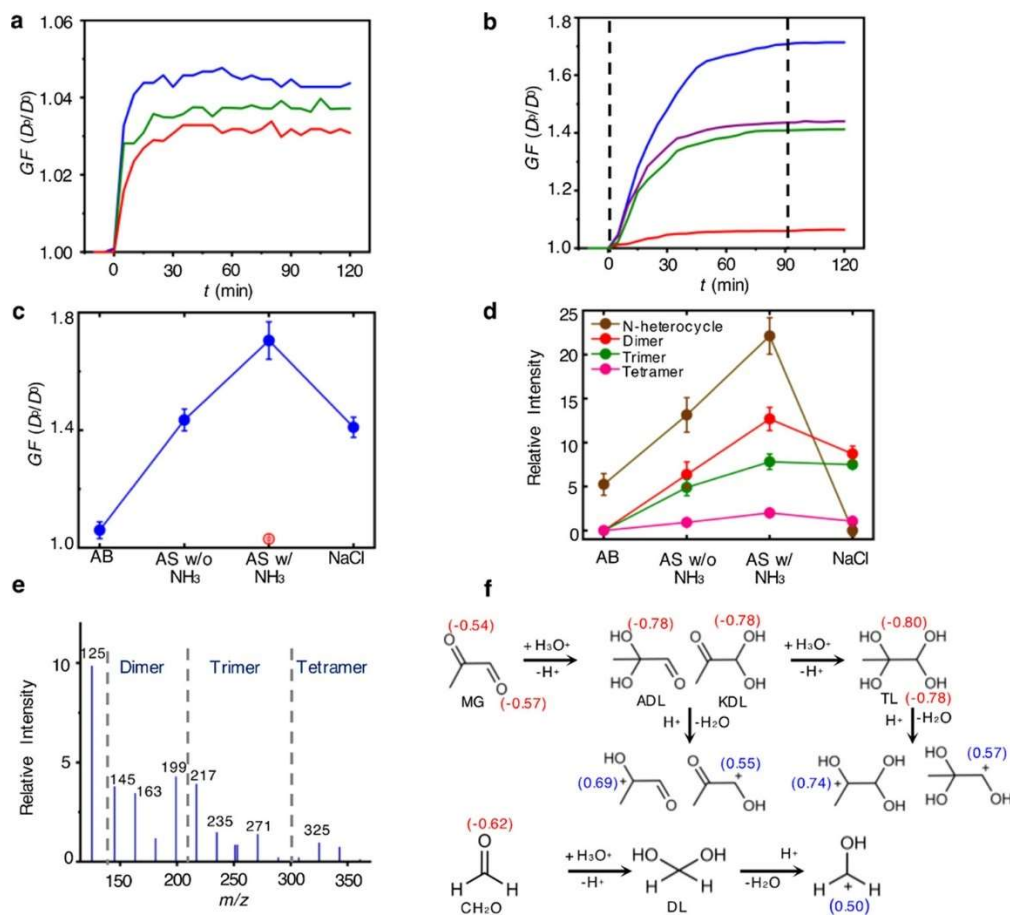 a
1.06
1.04
1.02
1.00
GF (Dp/D0)
0 30 60 90 120
t (min)
b
1.8
1.6
1.4
1.2
1.0
GF (Dp/D0)
0 30 60 90 120
t (min)
c
1.8
1.4
1.0
GF (Dp/D0)
AB
AS w/o
NH₃
AS w/
NH₃
NaCl
d
25
20
15
10
5
0
Relative Intensity
N-heterocycle
Dimer
Trimer
Tetramer
AB
AS w/o
NH₃
AS w/
NH₃
NaCl
e
10
5
0
Relative Intensity
125
Dimer
Trimer
Tetramer
145
163
199
217
235
271
325
150 200 250 300 350
m/z
f
(-0.54)
O
O
MG
(-0.57)
+ H₃O⁺
-H⁺
HO
(-0.78)
OH
O
ADL
(-0.78)
O
OH
OH
KDL
+ H₃O⁺
-H⁺
(-0.80)
HO
OH
OH
OH
TL (-0.78)
H⁺
-H₂O
H⁺
-H₂O
OH
(0.69)
+
O
O
(0.55)
+
OH
OH
(0.74)
+
OH
OH
HO
(0.57)
+
OH
OH
(-0.62)
O
H
H
CH₂O
+ H₃O⁺
-H⁺
HO
OH
H
H
DL
H⁺
-H₂O
OH
H
+
H
(0.50)